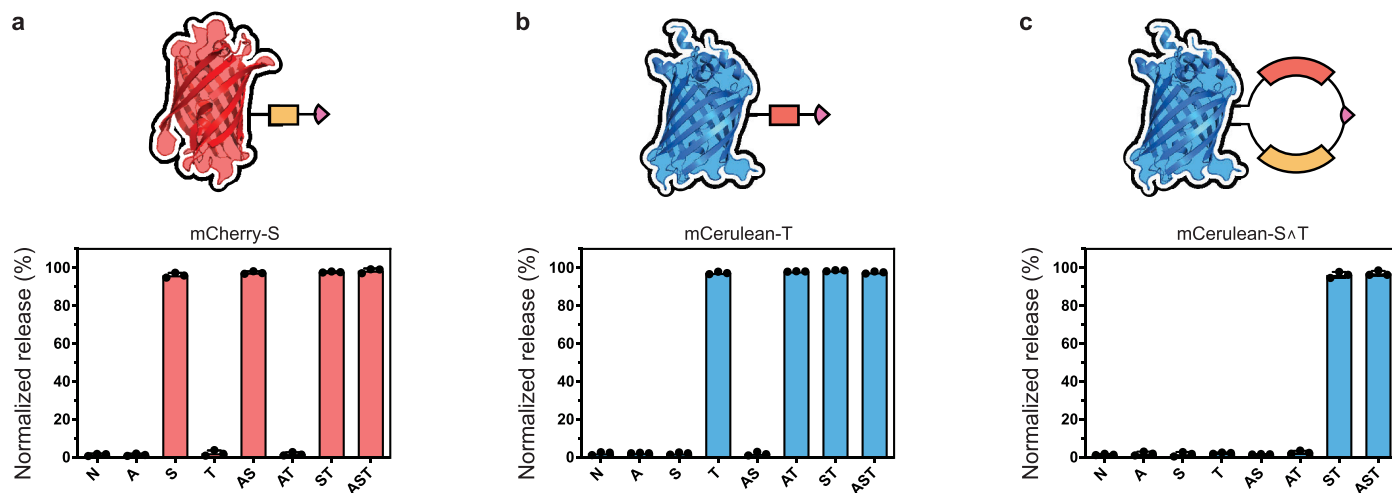 a
b
c
mCherry-S
Normalized release (%)
100
80
60
40
20
0
N A S T AS AT ST AST
mCerulean-T
Normalized release (%)
100
80
60
40
20
0
N A S T AS AT ST AST
mCerulean-S∧T
Normalized release (%)
100
80
60
40
20
0
N A S T AS AT ST AST